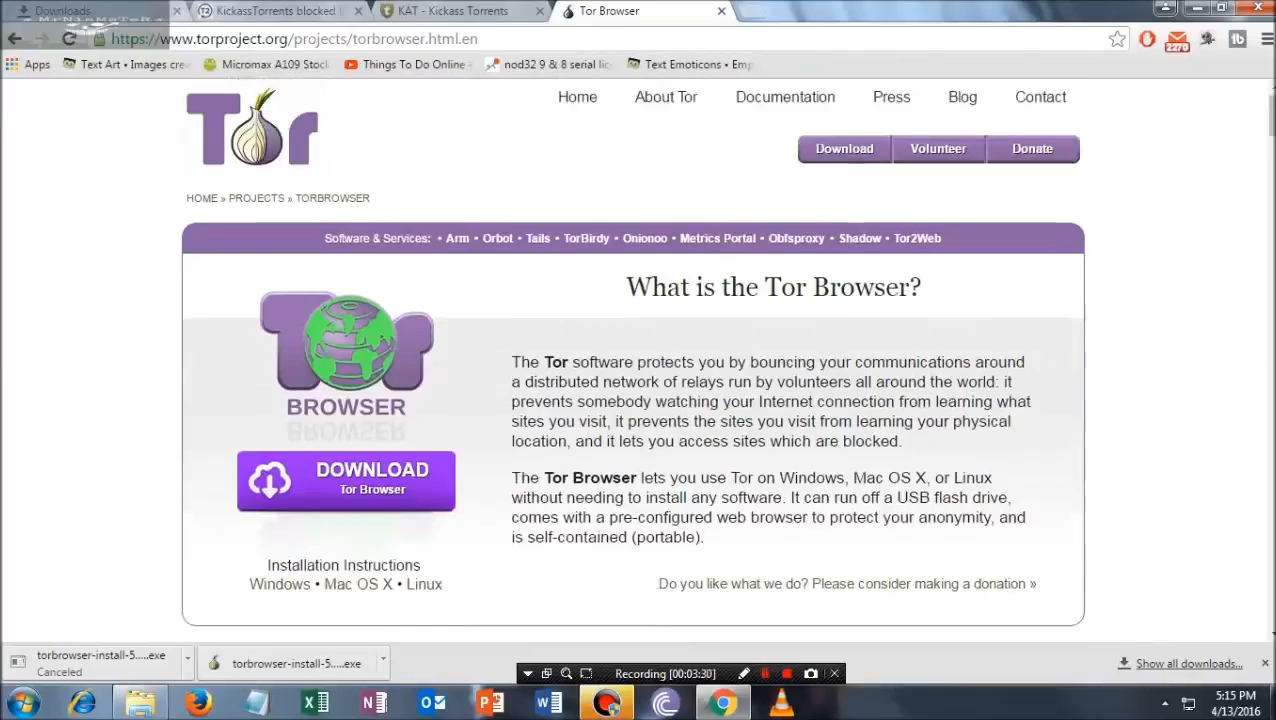 Downloads
KickassTorrents blocked
KAT - Kickass Torrents
Tor Browser
https://www.torproject.org/projects/torbrowser.html.en
2270
Apps
Text Art • Images cre
Micromax A109 Stock
Things To Do Online
nod32 9 & 8 serial lic
Text Emoticons • Emp
Tor
Home
About Tor
Documentation
Press
Blog
Contact
Download
Volunteer
Donate
HOME » PROJECTS » TORBROWSER
Software & Services: • Arm • Orbot • Tails • TorBirdy • Onionoo • Metrics Portal • Obfsproxy • Shadow • Tor2Web
What is the Tor Browser?
Tor
BROWSER
DOWNLOAD
Tor Browser
Installation Instructions
Windows • Mac OS X • Linux
The Tor software protects you by bouncing your communications around
a distributed network of relays run by volunteers all around the world: it
prevents somebody watching your Internet connection from learning what
sites you visit, it prevents the sites you visit from learning your physical
location, and it lets you access sites which are blocked.
The Tor Browser lets you use Tor on Windows, Mac OS X, or Linux
without needing to install any software. It can run off a USB flash drive,
comes with a pre-configured web browser to protect your anonymity, and
is self-contained (portable).
Do you like what we do? Please consider making a donation »
torbrowser-install-5.....exe
Canceled
torbrowser-install-5.....exe
Recording [00:03:30]
Show all downloads...
5:15 PM
4/13/2016